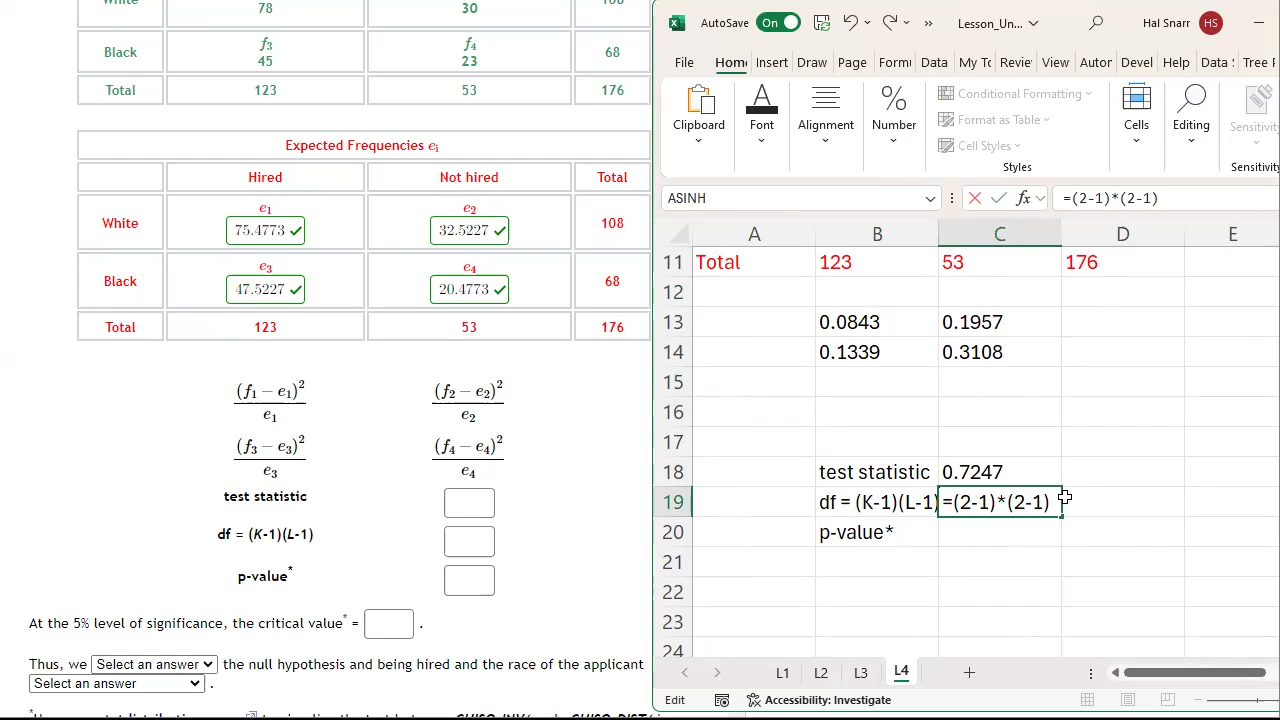 White 78 30 108
Black f3 45 f4 23 68
Total 123 53 176
Expected Frequencies ei
Hired Not hired Total
White e1 75.4773 e2 32.5227 108
Black e3 47.5227 e4 20.4773 68
Total 123 53 176
(f1 − e1)² / e1 (f2 − e2)² / e2
(f3 − e3)² / e3 (f4 − e4)² / e4
test statistic
df = (K-1)(L-1)
p-value*
At the 5% level of significance, the critical value* = .
Thus, we Select an answer the null hypothesis and being hired and the race of the applicant
Select an answer .
AutoSave On » Lesson_Un... Hal Snarr HS
File Home Insert Draw Page Formu Data My To Revie View Autor Devel Help Data Tree P
Clipboard Font Alignment Number Conditional Formatting Format as Table Cell Styles Styles Cells Editing Sensitivity Sensitivity
ASINH fx =(2-1)*(2-1)
A B C D E
11 Total 123 53 176
12
13 0.0843 0.1957
14 0.1339 0.3108
15
16
17
18 test statistic 0.7247
19 df = (K-1)(L-1) =(2-1)*(2-1)
20 p-value*
21
22
23
24
L1 L2 L3 L4 +
Edit Accessibility: Investigate